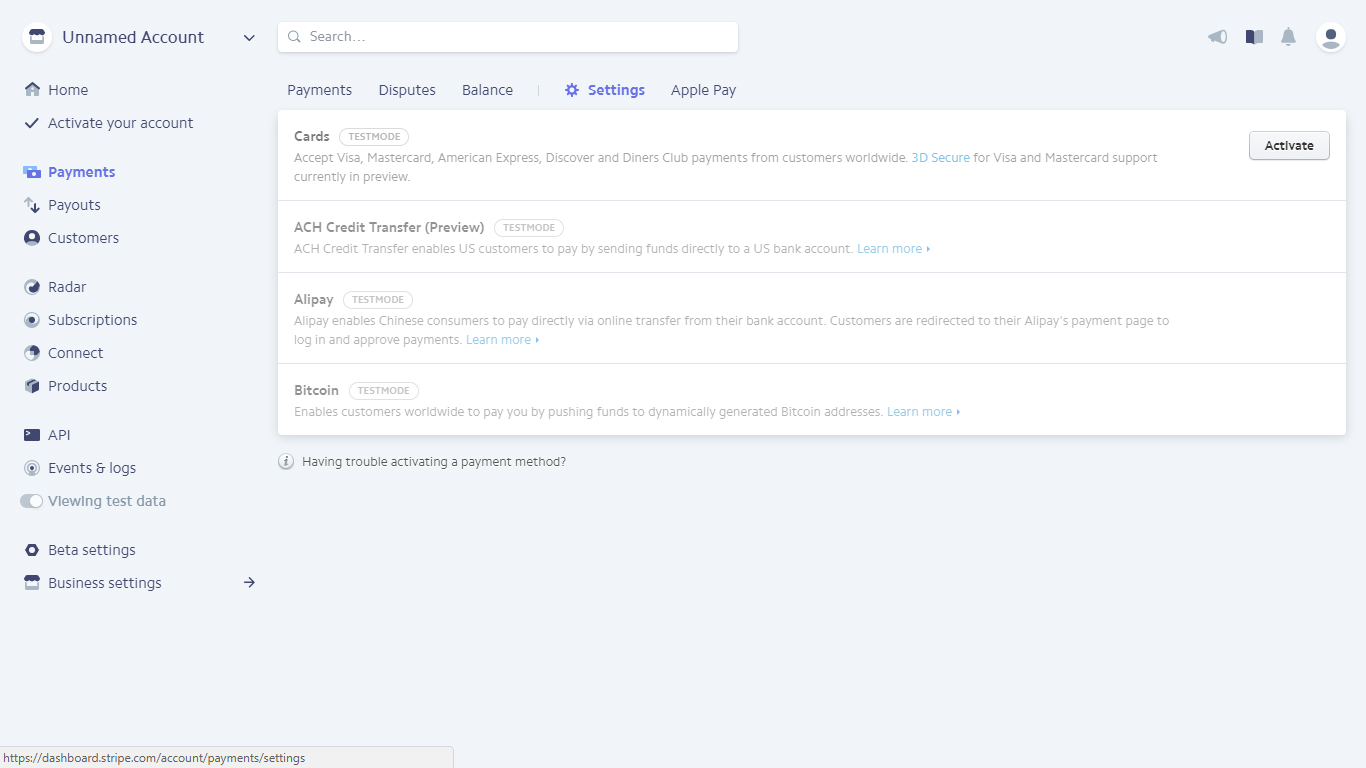 Unnamed Account
Search...
Home
Activate your account
Payments
Payouts
Customers
Radar
Subscriptions
Connect
Products
API
Events & logs
Viewing test data
Beta settings
Business settings
Payments Disputes Balance Settings Apple Pay
Cards TESTMODE
Accept Visa, Mastercard, American Express, Discover and Diners Club payments from customers worldwide. 3D Secure for Visa and Mastercard support
currently in preview.
Activate
ACH Credit Transfer (Preview) TESTMODE
ACH Credit Transfer enables US customers to pay by sending funds directly to a US bank account. Learn more
Alipay TESTMODE
Alipay enables Chinese consumers to pay directly via online transfer from their bank account. Customers are redirected to their Alipay's payment page to
log in and approve payments. Learn more
Bitcoin TESTMODE
Enables customers worldwide to pay you by pushing funds to dynamically generated Bitcoin addresses. Learn more
Having trouble activating a payment method?
https://dashboard.stripe.com/account/payments/settings